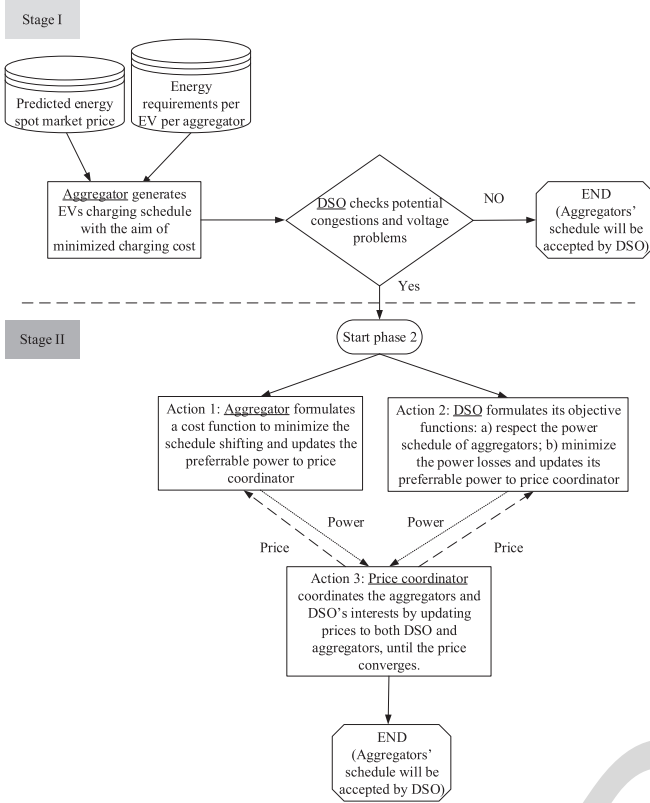 Stage I
Predicted energy
spot market price
Energy
requirements per
EV per aggregator
Aggregator generates
EVs charging schedule
with the aim of
minimized charging cost
DSO checks potential
congestions and voltage
problems
NO
END
(Aggregators'
schedule will be
accepted by DSO)
Yes
Stage II
Start phase 2
Action 1: Aggregator formulates
a cost function to minimize the
schedule shifting and updates the
preferrable power to price
coordinator
Action 2: DSO formulates its objective
functions: a) respect the power
schedule of aggregators; b) minimize
the power losses and updates its
preferrable power to price coordinator
Power
Power
Price
Price
Action 3: Price coordinator
coordinates the aggregators and
DSO's interests by updating
prices to both DSO and
aggregators, until the price
converges.
END
(Aggregators'
schedule will be
accepted by DSO)